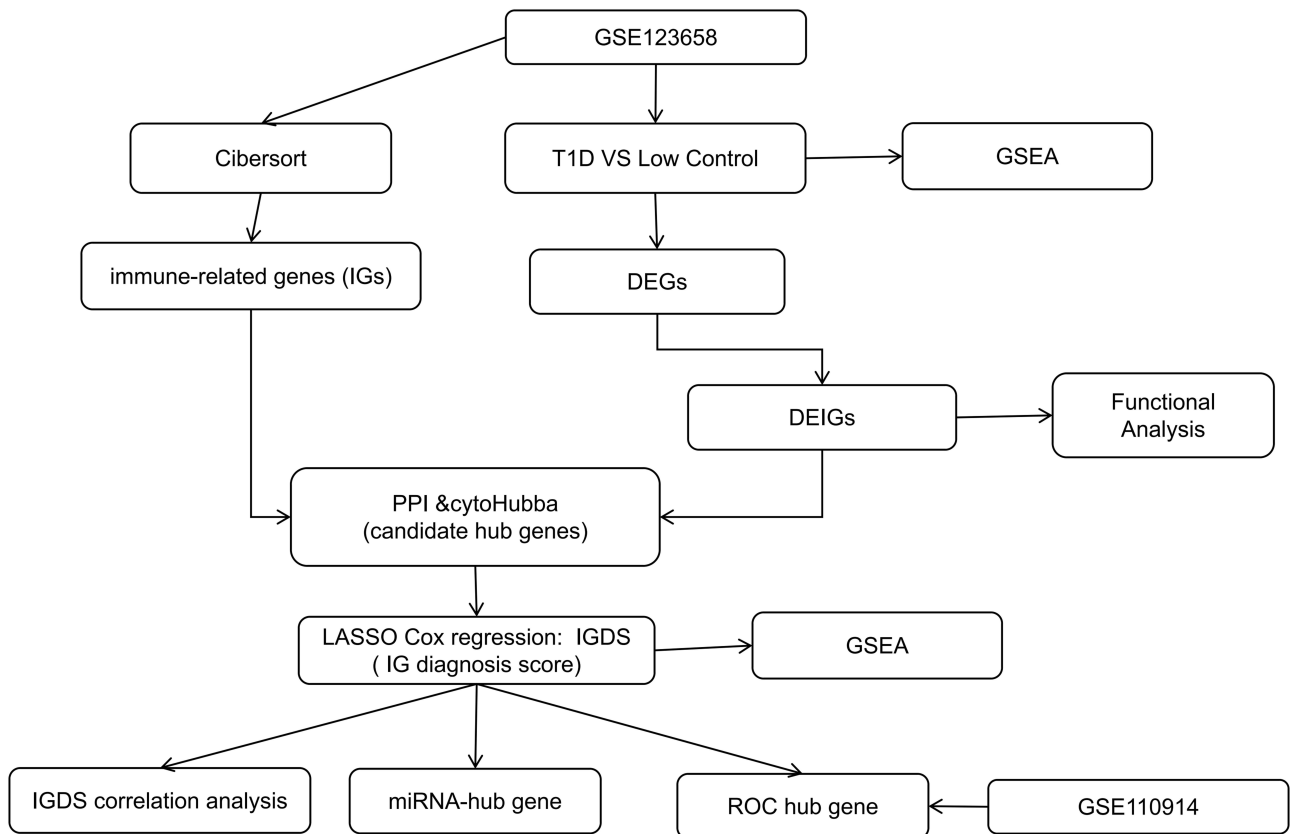 GSE123658
Cibersort
T1D VS Low Control
GSEA
immune-related genes (IGs)
DEGs
DEIGs
Functional
Analysis
PPI &cytoHubba
(candidate hub genes)
LASSO Cox regression:  IGDS
( IG diagnosis score)
GSEA
IGDS correlation analysis
miRNA-hub gene
ROC hub gene
GSE110914